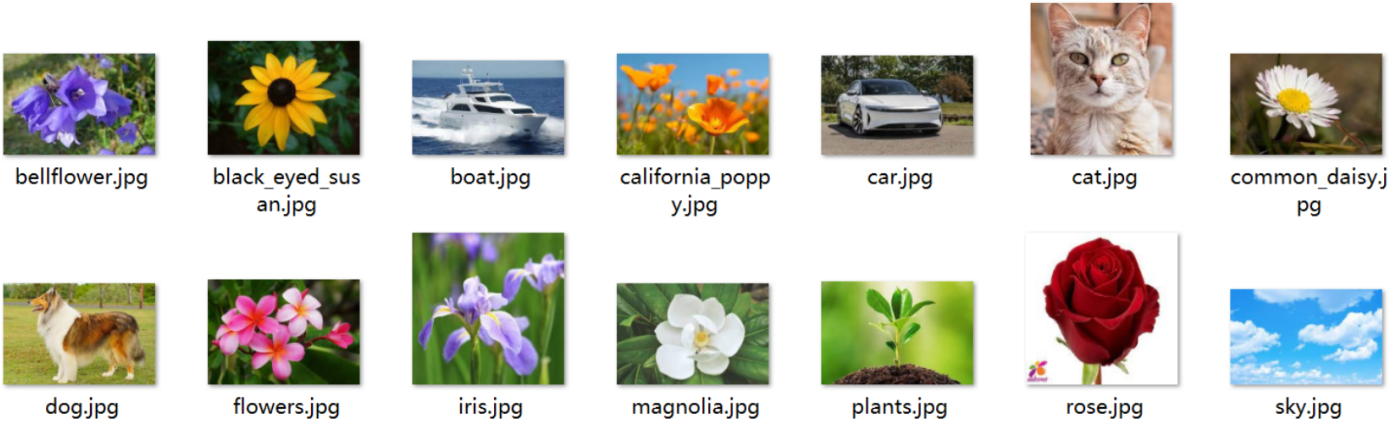 bellflower.jpg
black_eyed_sus
an.jpg
boat.jpg
california_popp
y.jpg
car.jpg
cat.jpg
common_daisy.j
pg
dog.jpg
flowers.jpg
iris.jpg
magnolia.jpg
plants.jpg
rose.jpg
sky.jpg